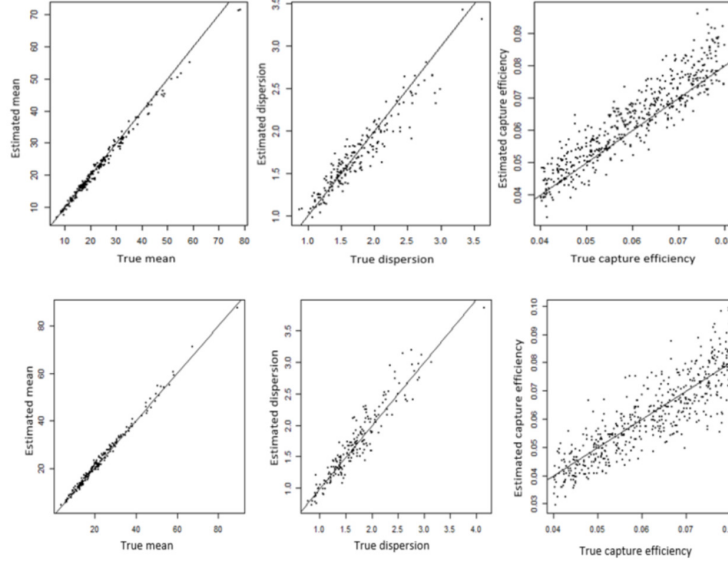 Estimated mean
70
60
50
40
30
20
10
10 20 30 40 50 60 70 80
True mean
Estimated dispersion
3.5
3.0
2.5
2.0
1.5
1.0
1.0 1.5 2.0 2.5 3.0 3.5
True dispersion
Estimated capture efficiency
0.09
0.08
0.07
0.06
0.05
0.04
0.04 0.05 0.06 0.07
True capture efficiency
Estimated mean
80
60
40
20
20 40 60 80
True mean
Estimated dispersion
3.5
3.0
2.5
2.0
1.5
1.0
1.0 1.5 2.0 2.5 3.0 3.5 4.0
True dispersion
Estimated capture efficiency
0.10
0.09
0.08
0.07
0.06
0.05
0.04
0.03
0.04 0.05 0.06 0.07
True capture efficiency